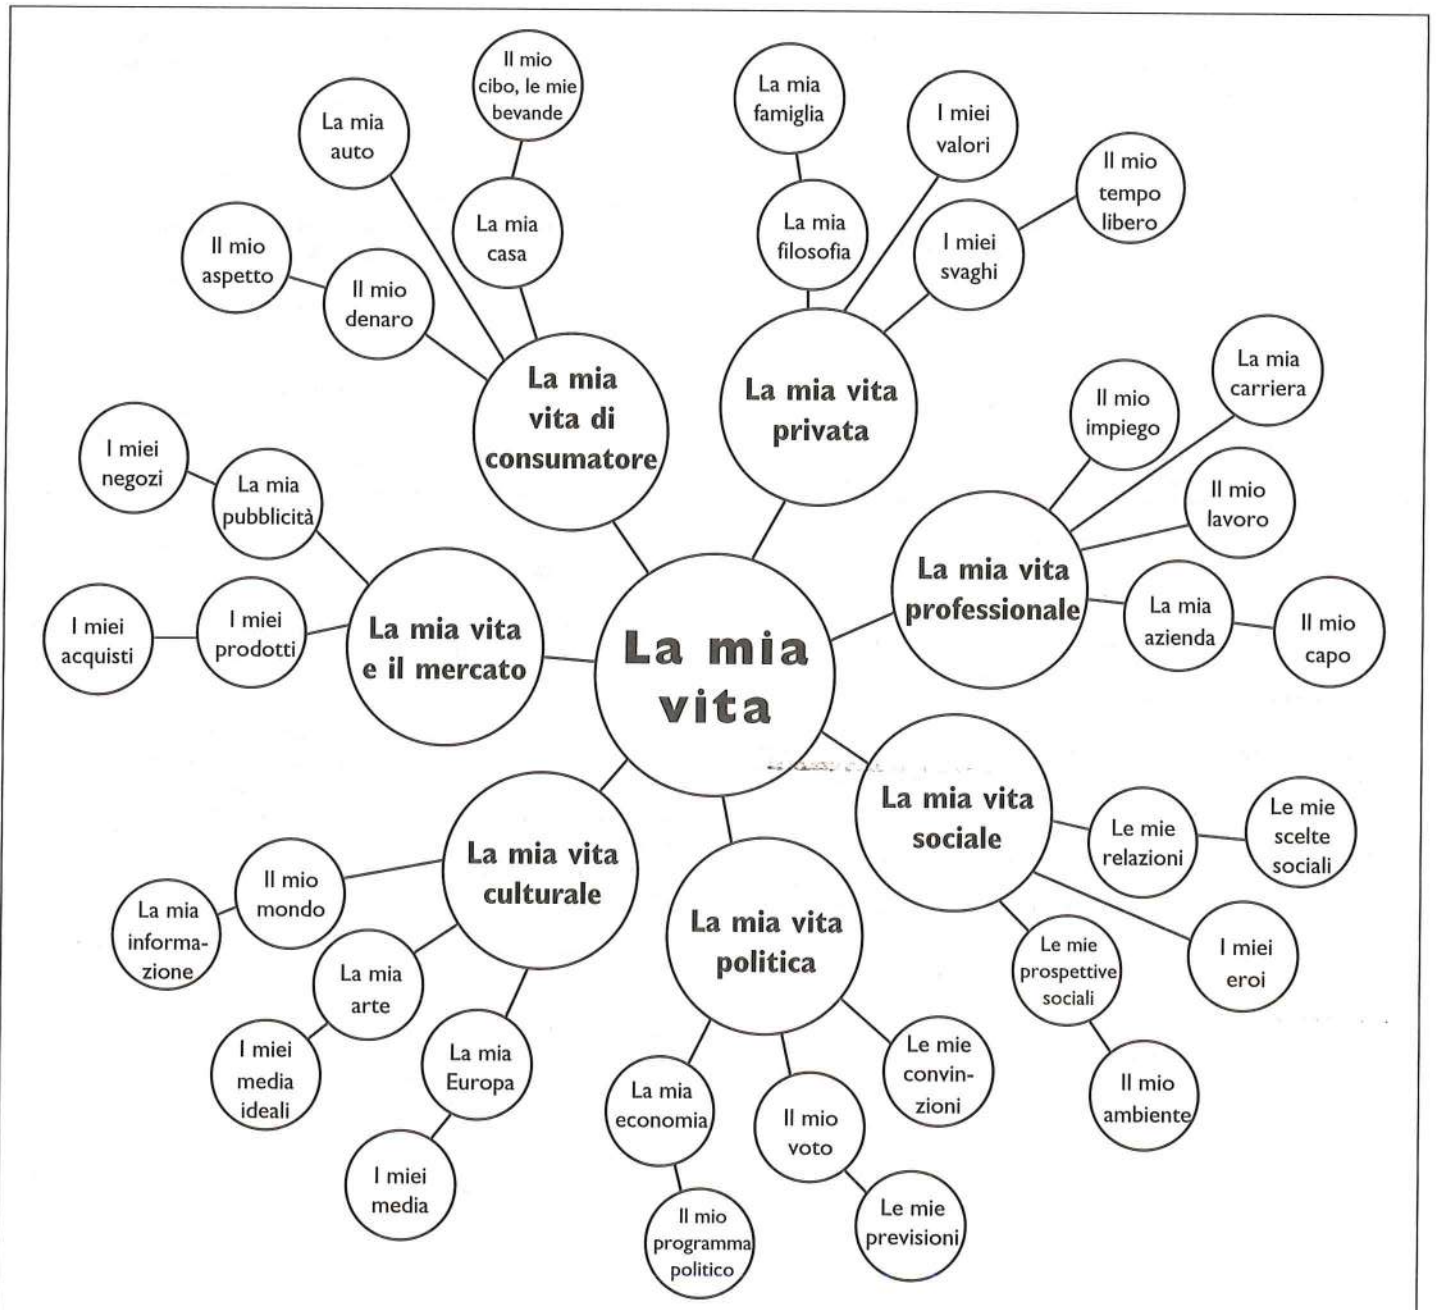 La mia
vita
La mia
vita di
consumatore
La mia
auto
Il mio
cibo, le mie
bevande
La mia
casa
Il mio
aspetto
Il mio
denaro
La mia vita
privata
La mia
famiglia
La mia
filosofia
I miei
valori
I miei
svaghi
Il mio
tempo
libero
La mia vita
professionale
Il mio
impiego
La mia
carriera
Il mio
lavoro
La mia
azienda
Il mio
capo
La mia vita
sociale
Le mie
relazioni
Le mie
scelte
sociali
I miei
eroi
Le mie
prospettive
sociali
Il mio
ambiente
La mia vita
politica
Le mie
convin-
zioni
Il mio
voto
Le mie
previsioni
La mia
economia
Il mio
programma
politico
La mia vita
culturale
Il mio
mondo
La mia
informa-
zione
La mia
arte
I miei
media
ideali
La mia
Europa
I miei
media
La mia vita
e il mercato
I miei
negozi
La mia
pubblicità
I miei
prodotti
I miei
acquisti